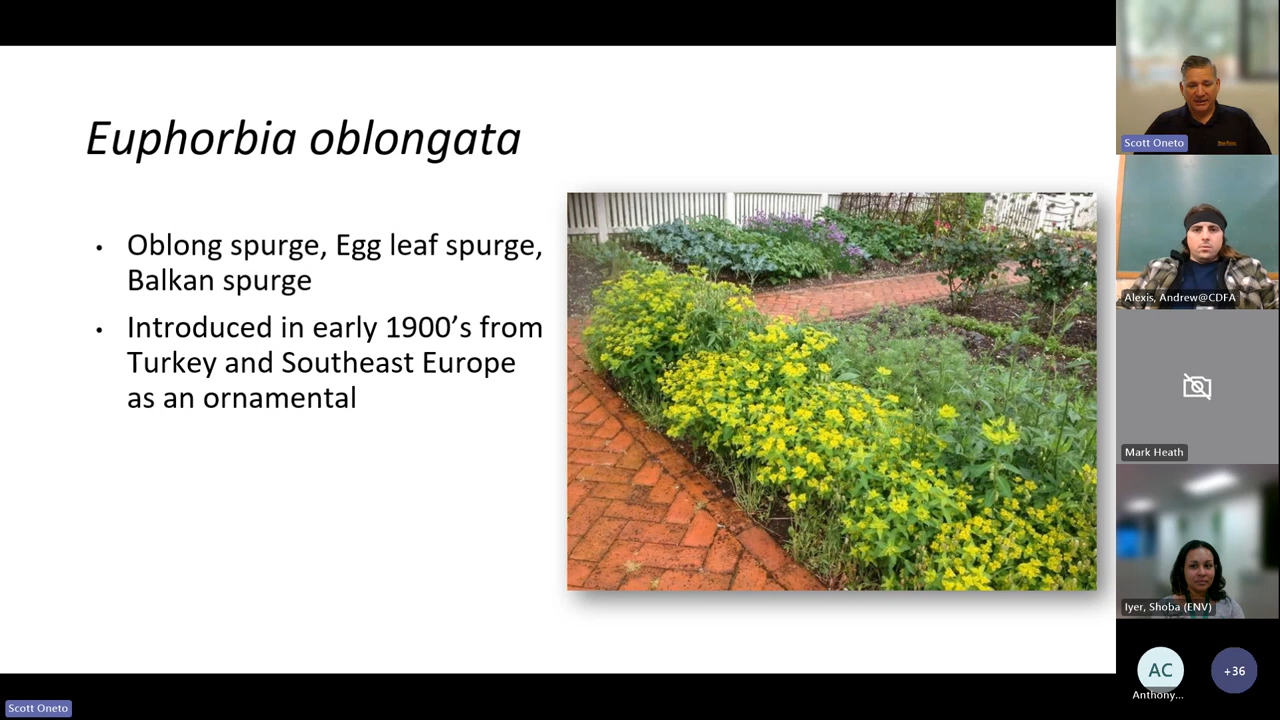 Euphorbia oblongata
• Oblong spurge, Egg leaf spurge,
Balkan spurge
• Introduced in early 1900’s from
Turkey and Southeast Europe
as an ornamental
Scott Oneto
Alexis, Andrew@CDFA
Mark Heath
Iyer, Shoba (ENV)
AC
+36
Anthony...
Scott Oneto